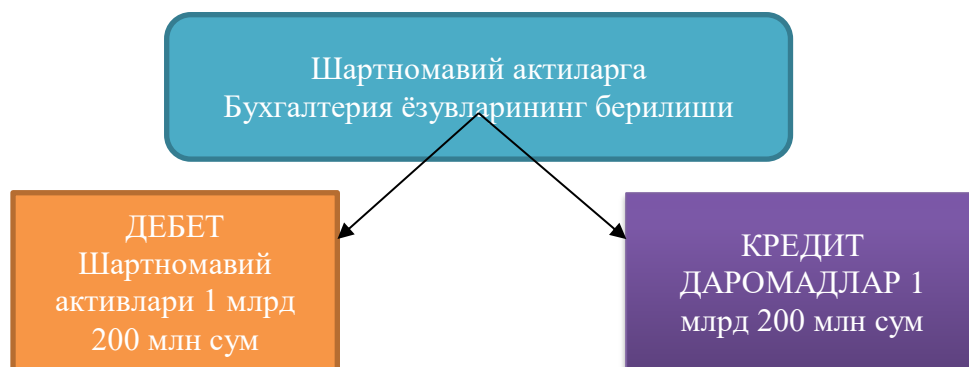 Шартномавий актиларга
Бухгалтерия ёзувларининг берилиши
ДЕБЕТ
Шартномавий
активлари 1 млрд
200 млн сум
КРЕДИТ
ДАРОМАДЛАР 1
млрд 200 млн сум